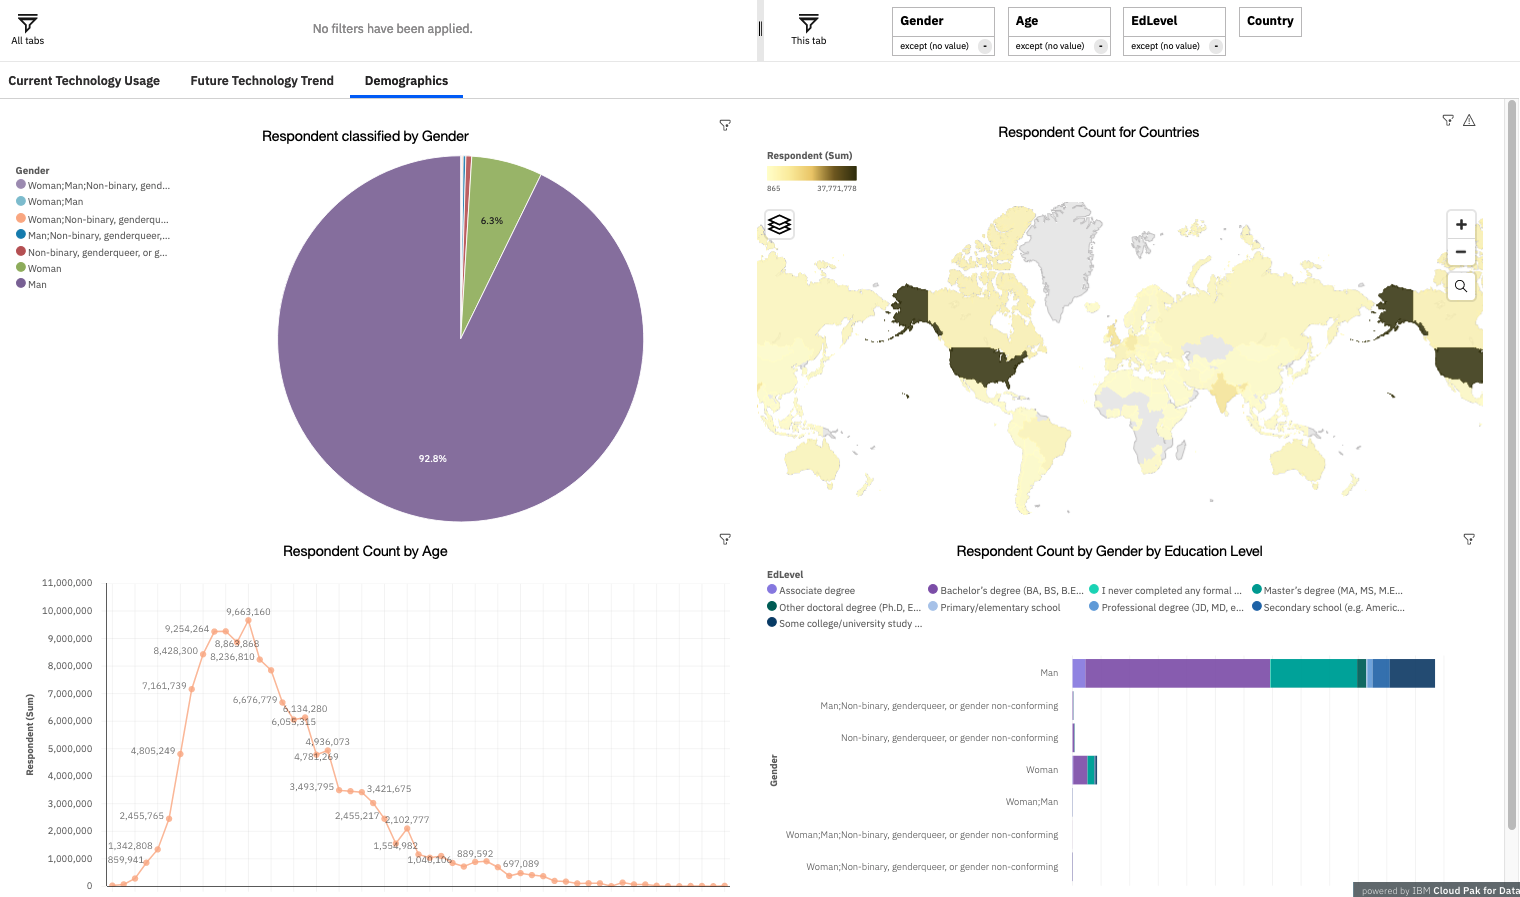 All tabs
No filters have been applied.
This tab
Gender
except (no value) -
Age
except (no value) -
EdLevel
except (no value) -
Country
Current Technology Usage
Future Technology Trend
Demographics
Respondent classified by Gender
Gender
Woman;Man;Non-binary, gend...
Woman;Man
Woman;Non-binary, genderqu...
Man;Non-binary, genderqueer,...
Non-binary, genderqueer, or g...
Woman
Man
6.3%
92.8%
Respondent Count for Countries
Respondent (Sum)
865 37,771,778
+
−
Respondent Count by Age
Respondent (Sum)
11,000,000
10,000,000
9,000,000
8,000,000
7,000,000
6,000,000
5,000,000
4,000,000
3,000,000
2,000,000
1,000,000
0
859,941
1,342,808
2,455,765
4,805,249
7,161,739
8,428,300
9,254,264
8,863,868
9,663,160
8,236,810
6,676,779
6,055,315
6,134,280
4,781,269
4,936,073
3,493,795
3,421,675
2,455,217
1,554,982
2,102,777
1,040,106
889,592
697,089
Respondent Count by Gender by Education Level
EdLevel
Associate degree
Bachelor's degree (BA, BS, B.E...
I never completed any formal ...
Master's degree (MA, MS, M.E...
Other doctoral degree (Ph.D, E...
Primary/elementary school
Professional degree (JD, MD, e...
Secondary school (e.g. Americ...
Some college/university study ...
Gender
Man
Man;Non-binary, genderqueer, or gender non-conforming
Non-binary, genderqueer, or gender non-conforming
Woman
Woman;Man
Woman;Man;Non-binary, genderqueer, or gender non-conforming
Woman;Non-binary, genderqueer, or gender non-conforming
powered by IBM Cloud Pak for Data